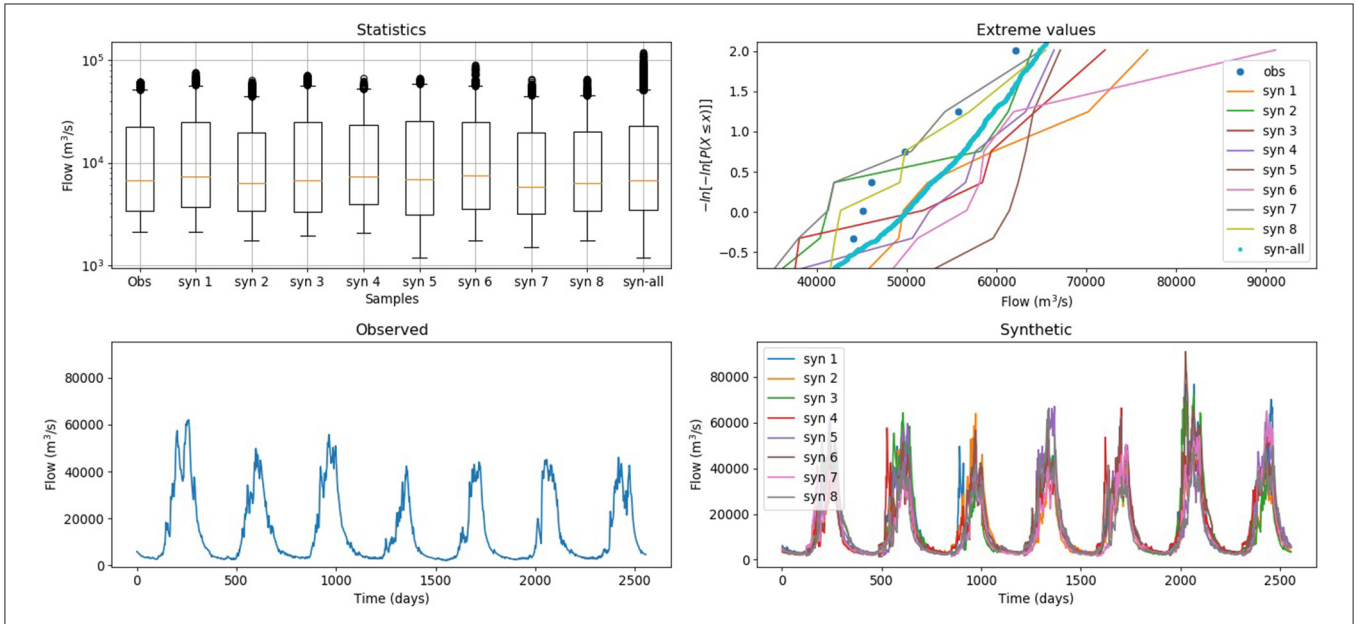 Statistics
10⁵
10⁴
10³
Flow (m³/s)
Obs syn 1 syn 2 syn 3 syn 4 syn 5 syn 6 syn 7 syn 8 syn-all
Samples
Extreme values
2.0
1.5
1.0
0.5
0.0
−0.5
−ln[−ln[P(X ≤ x)]]
obs
syn 1
syn 2
syn 3
syn 4
syn 5
syn 6
syn 7
syn 8
syn-all
40000 50000 60000 70000 80000 90000
Flow (m³/s)
Observed
80000
60000
40000
20000
0
Flow (m³/s)
0 500 1000 1500 2000 2500
Time (days)
Synthetic
80000
60000
40000
20000
0
Flow (m³/s)
syn 1
syn 2
syn 3
syn 4
syn 5
syn 6
syn 7
syn 8
0 500 1000 1500 2000 2500
Time (days)